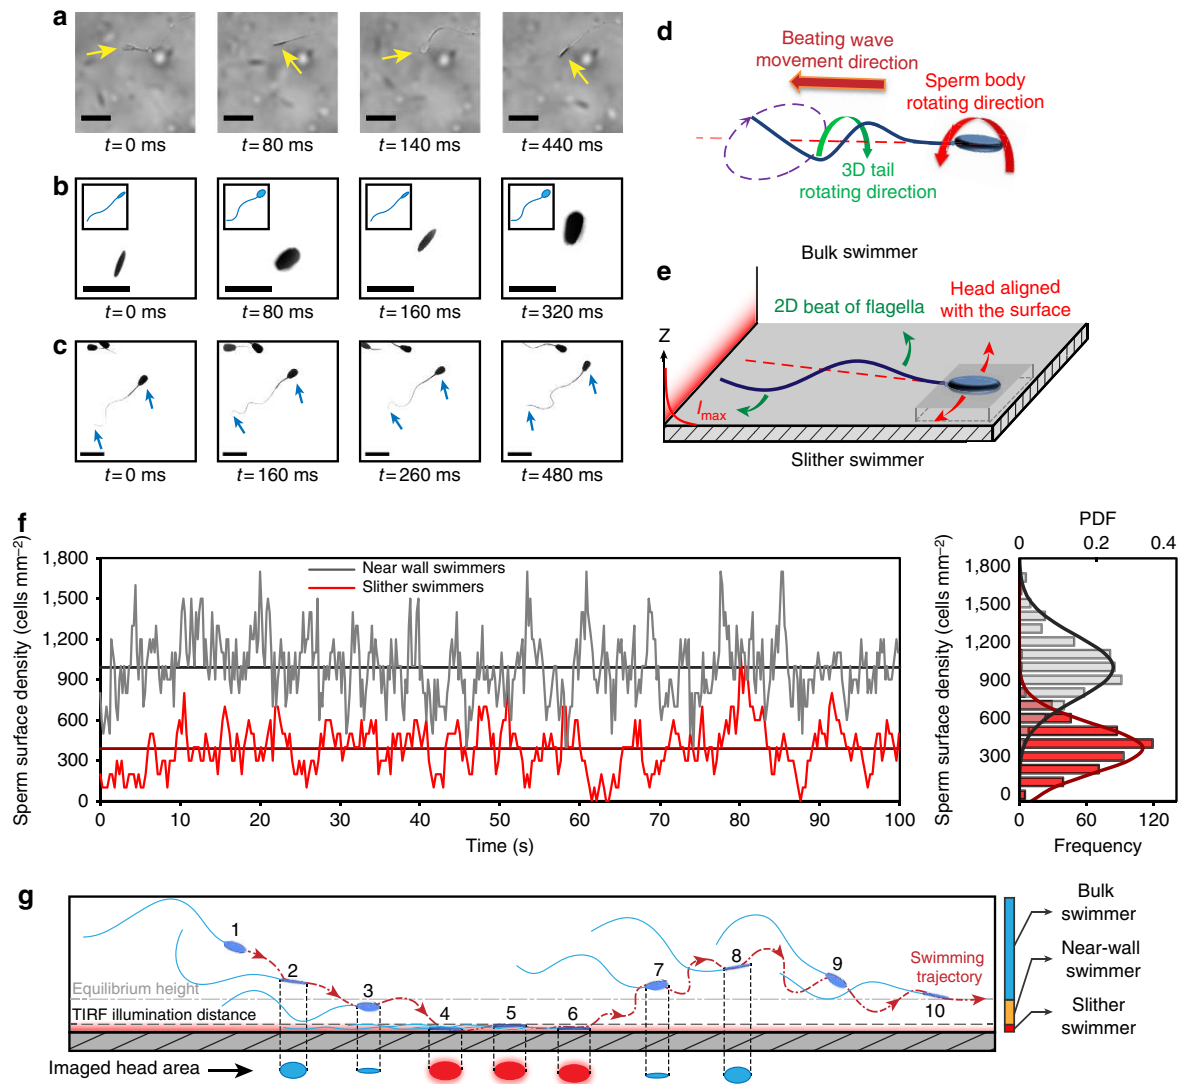 a
t = 0 ms
t = 80 ms
t = 140 ms
t = 440 ms
b
t = 0 ms
t = 80 ms
t = 160 ms
t = 320 ms
c
t = 0 ms
t = 160 ms
t = 260 ms
t = 480 ms
d
Beating wave
movement direction
Sperm body
rotating direction
3D tail
rotating direction
Bulk swimmer
e
2D beat of flagella
Head aligned
with the surface
Z
Imax
Slither swimmer
f
Sperm surface density (cells mm⁻²)
1,800
1,500
1,200
900
600
300
0
Near wall swimmers
Slither swimmers
0 10 20 30 40 50 60 70 80 90 100
Time (s)
PDF
0 0.2 0.4
Sperm surface density (cells mm⁻²)
1,800
1,500
1,200
900
600
300
0
0 40 80 120
Frequency
g
1
2
3
4
5
6
7
8
9
10
Equilibrium height
TIRF illumination distance
Swimming
trajectory
Imaged head area
Bulk
swimmer
Near-wall
swimmer
Slither
swimmer